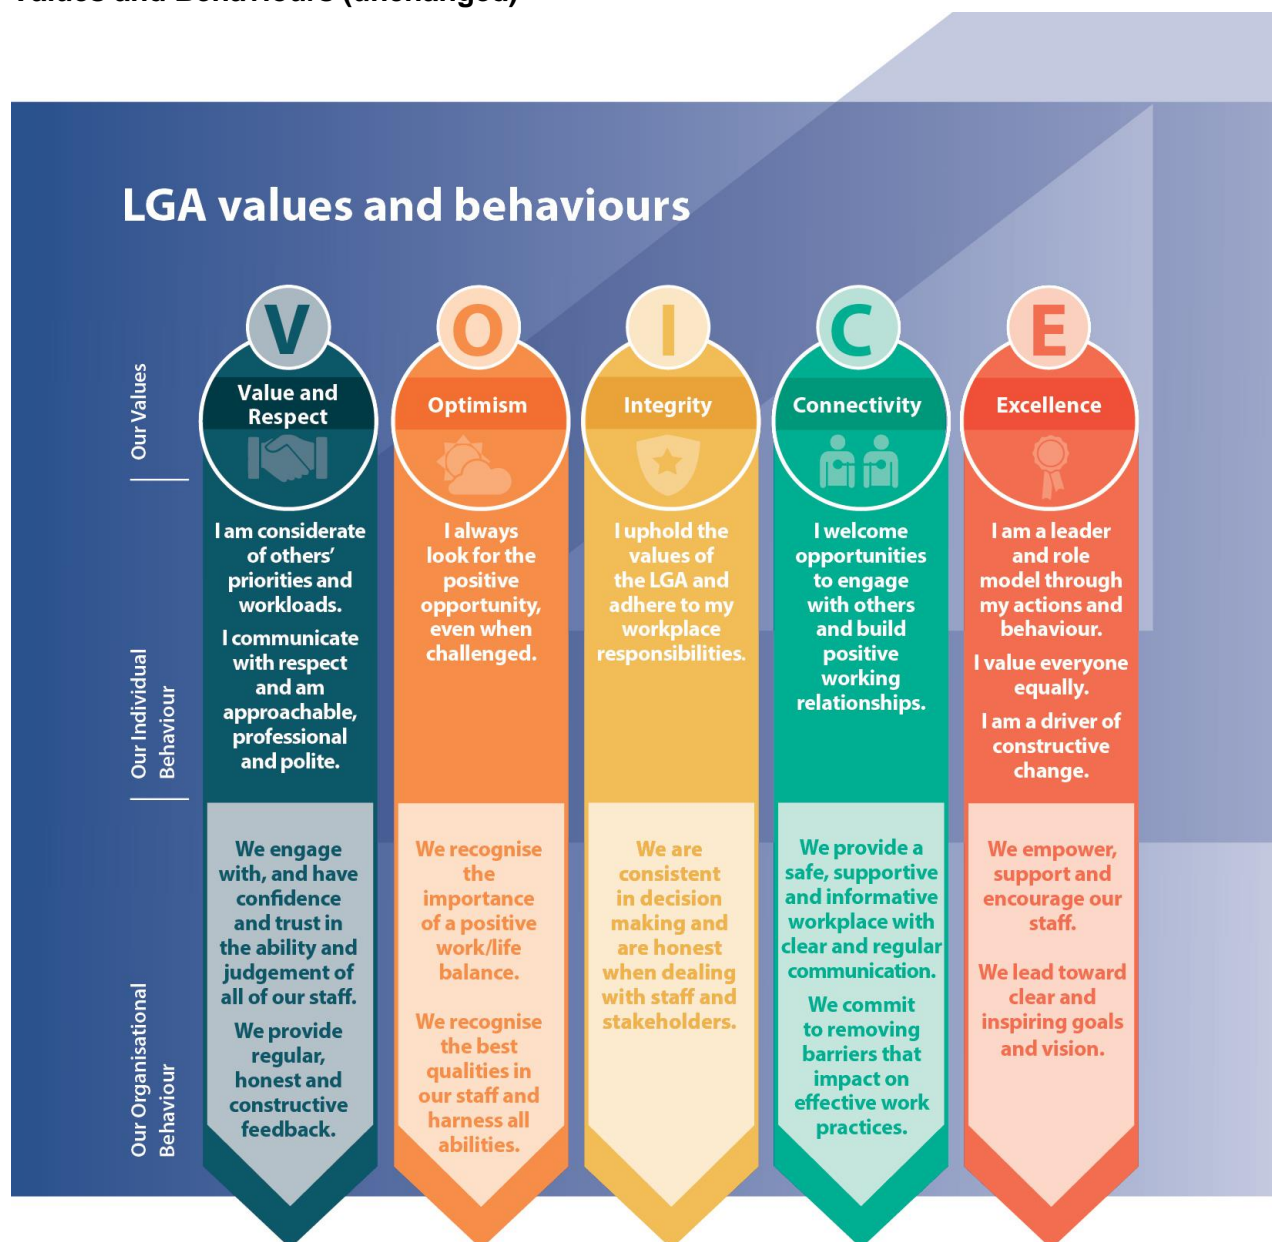 Values and Behaviours (unchanged)
LGA values and behaviours
Our Values
V
Value and
Respect
O
Optimism
I
Integrity
C
Connectivity
E
Excellence
Our Individual
Behaviour
I am considerate
of others’
priorities and
workloads.
I communicate
with respect
and am
approachable,
professional
and polite.
I always
look for the
positive
opportunity,
even when
challenged.
I uphold the
values of
the LGA and
adhere to my
workplace
responsibilities.
I welcome
opportunities
to engage
with others
and build
positive
working
relationships.
I am a leader
and role
model through
my actions and
behaviour.
I value everyone
equally.
I am a driver of
constructive
change.
Our Organisational
Behaviour
We engage
with, and have
confidence
and trust in
the ability and
judgement of
all of our staff.
We provide
regular,
honest and
constructive
feedback.
We recognise
the
importance
of a positive
work/life
balance.
We recognise
the best
qualities in
our staff and
harness all
abilities.
We are
consistent
in decision
making and
are honest
when dealing
with staff and
stakeholders.
We provide a
safe, supportive
and informative
workplace with
clear and regular
communication.
We commit
to removing
barriers that
impact on
effective work
practices.
We empower,
support and
encourage our
staff.
We lead toward
clear and
inspiring goals
and vision.